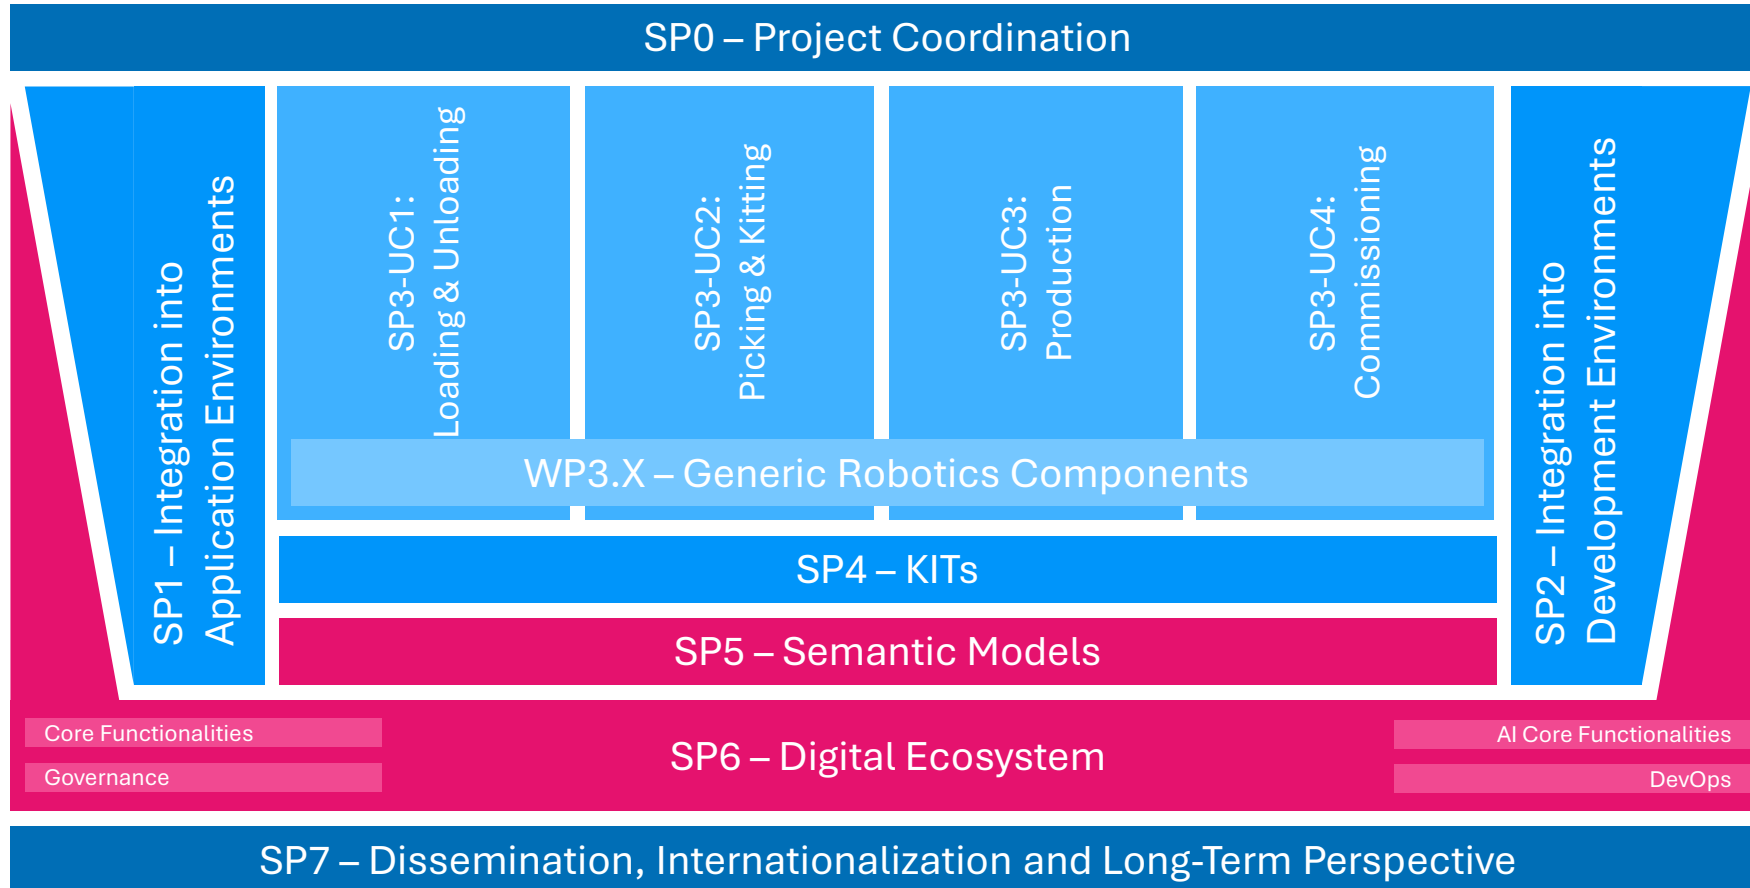 SP0 – Project Coordination
SP1 – Integration into
Application Environments
SP3-UC1:
Loading & Unloading
SP3-UC2:
Picking & Kitting
SP3-UC3:
Production
SP3-UC4:
Commissioning
SP2 – Integration into
Development Environments
WP3.X – Generic Robotics Components
SP4 – KITs
SP5 – Semantic Models
Core Functionalities
Governance
SP6 – Digital Ecosystem
AI Core Functionalities
DevOps
SP7 – Dissemination, Internationalization and Long-Term Perspective